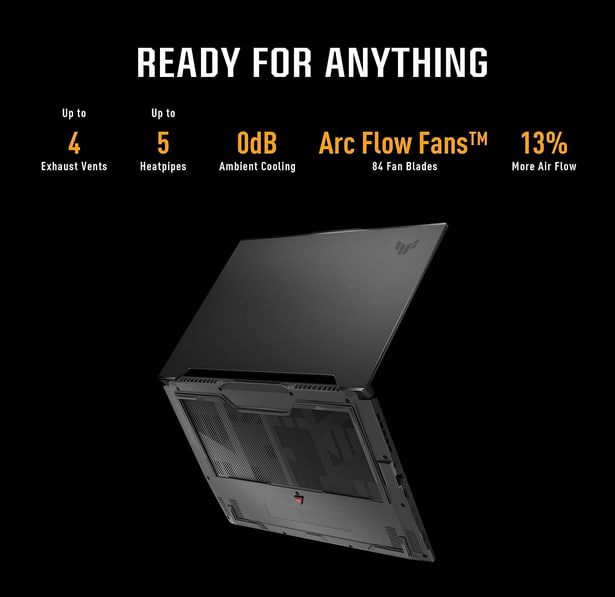 READY FOR ANYTHING
Up to
4
Exhaust Vents
Up to
5
Heatpipes
0dB
Ambient Cooling
Arc Flow Fans™
84 Fan Blades
13%
More Air Flow